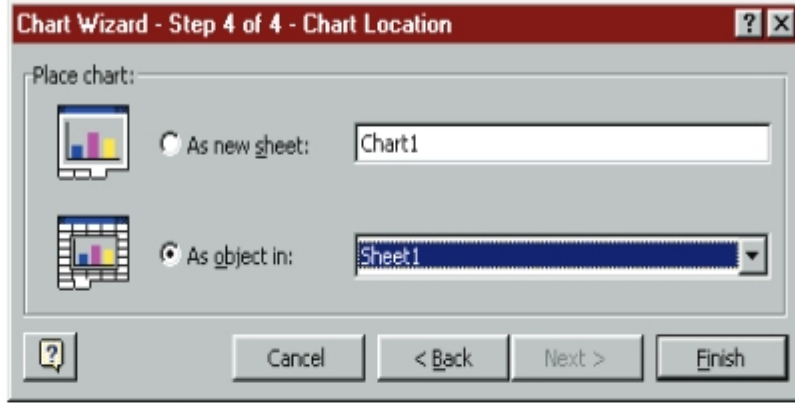 Chart Wizard - Step 4 of 4 - Chart Location
Place chart:
As new sheet: Chart1
As object in: Sheet1
Cancel < Back Next > Finish